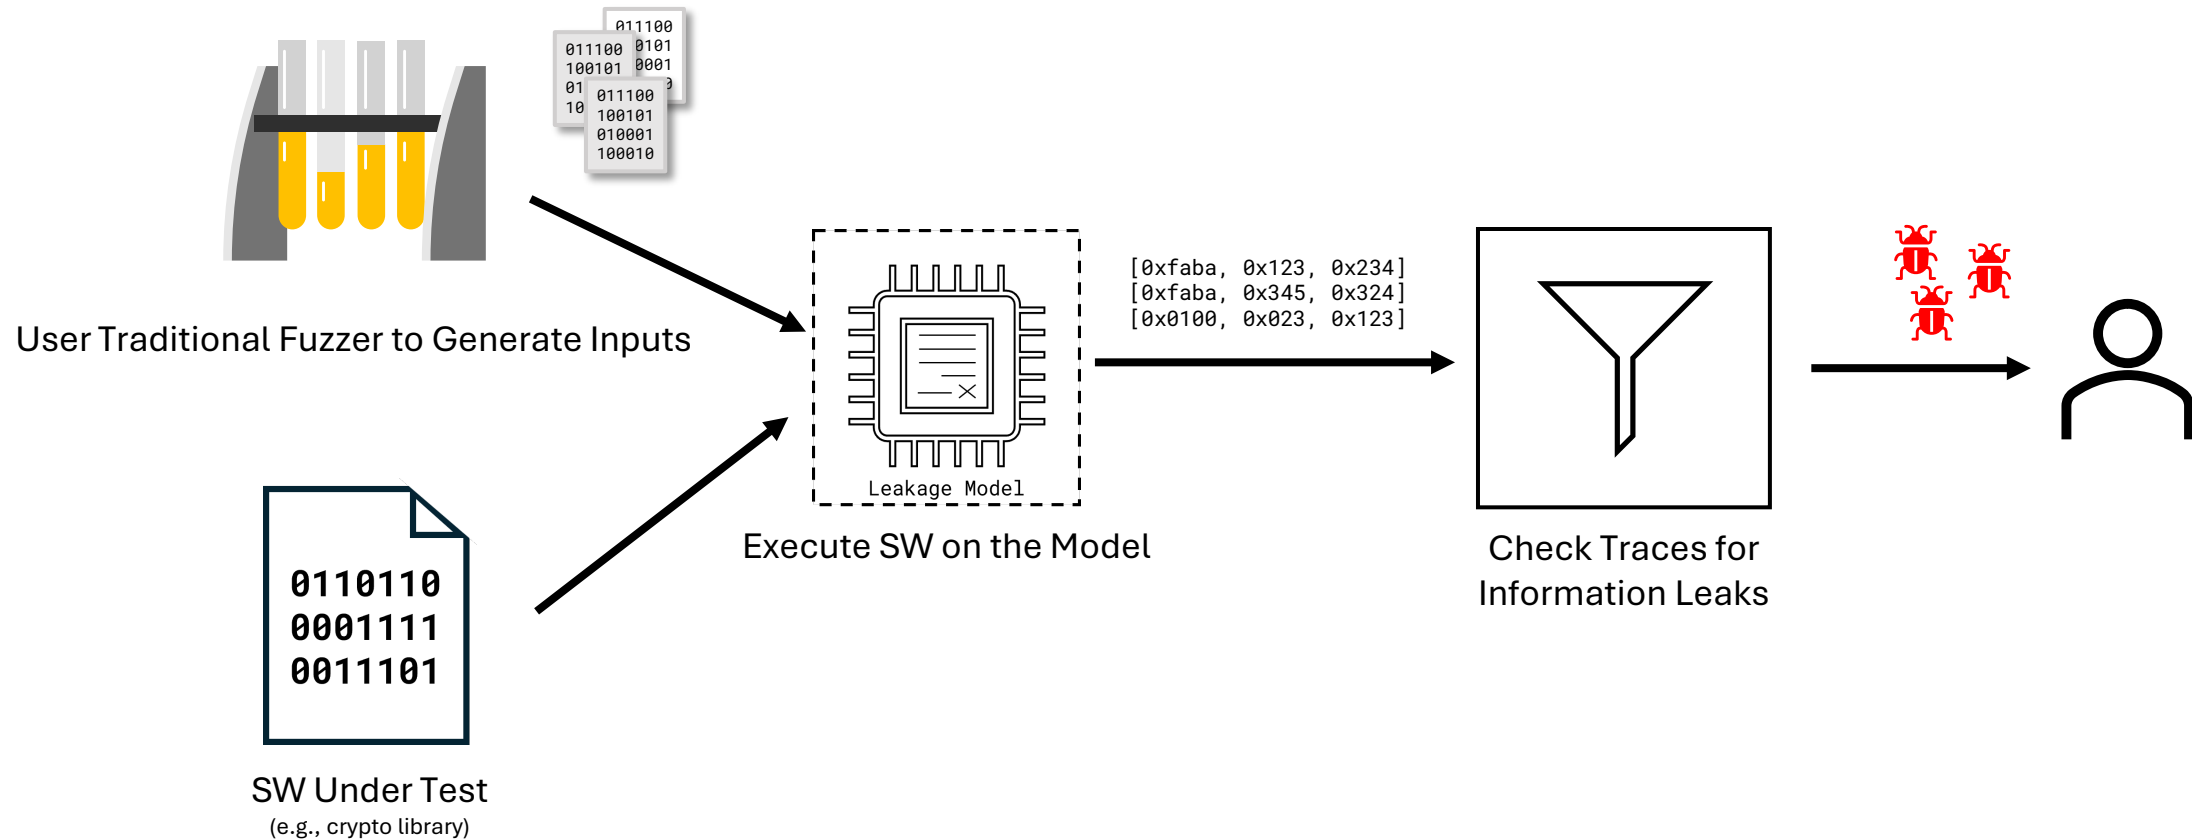 011100
0101
0001
0
011100
100101
01
10
011100
100101
010001
100010
User Traditional Fuzzer to Generate Inputs
0110110
0001111
0011101
SW Under Test
(e.g., crypto library)
Leakage Model
Execute SW on the Model
[0xfaba, 0x123, 0x234]
[0xfaba, 0x345, 0x324]
[0x0100, 0x023, 0x123]
Check Traces for
Information Leaks